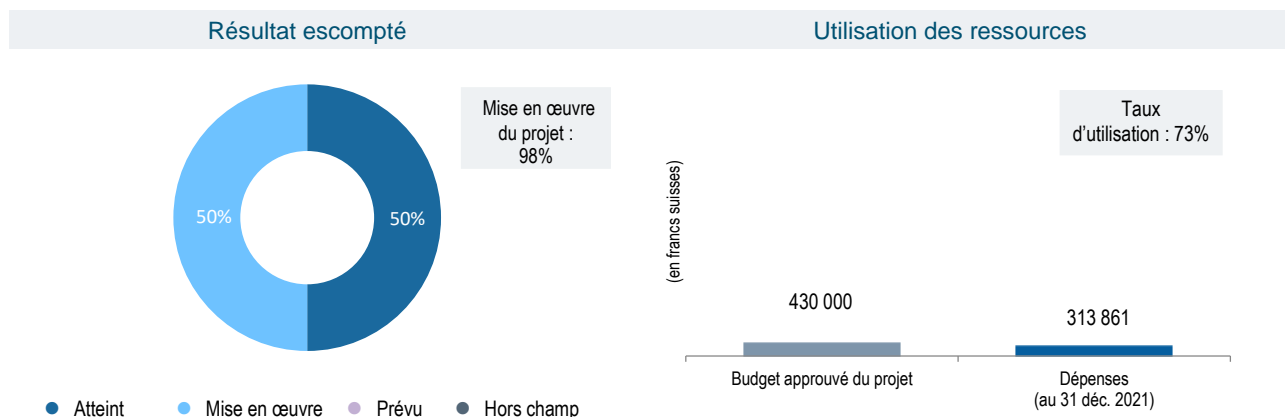 Résultat escompté
Utilisation des ressources
Mise en œuvre
du projet :
98%
50%
50%
Atteint
Mise en œuvre
Prévu
Hors champ
Taux
d’utilisation : 73%
(en francs suisses)
430 000
313 861
Budget approuvé du projet
Dépenses
(au 31 déc. 2021)